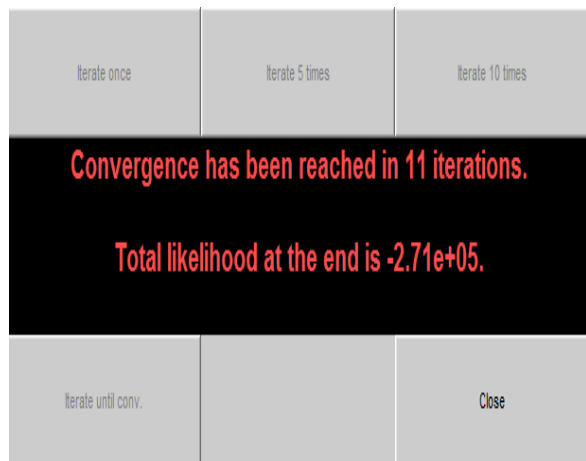 Iterate once
Iterate 5 times
Iterate 10 times
Convergence has been reached in 11 iterations.
Total likelihood at the end is -2.71e+05.
Iterate until conv.
Close